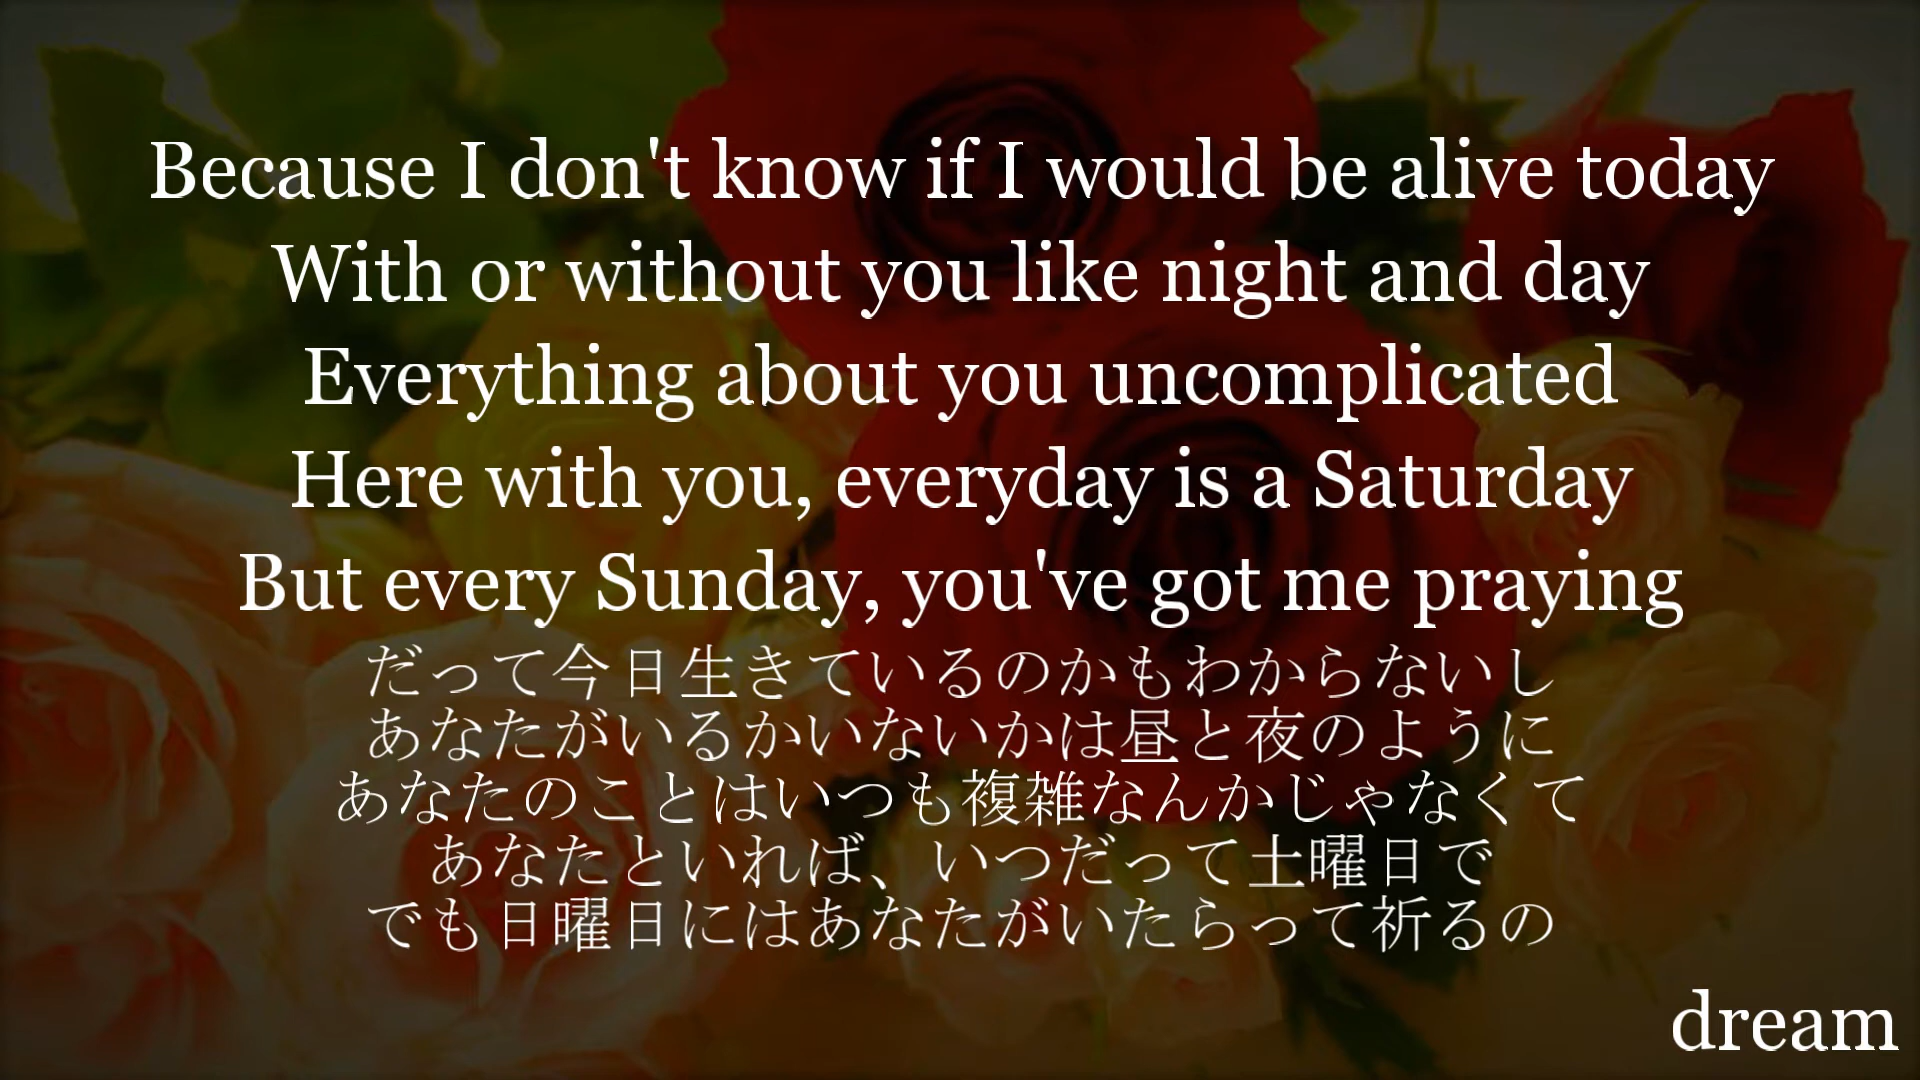 Because I don't know if I would be alive today
With or without you like night and day
Everything about you uncomplicated
Here with you, everyday is a Saturday
But every Sunday, you've got me praying
だって今日生きているのかもわからないし
あなたがいるかいないかは昼と夜のように
あなたのことはいつも複雑なんかじゃなくて
あなたといれば、いつだって土曜日で
でも日曜日にはあなたがいたらって祈るの
dream